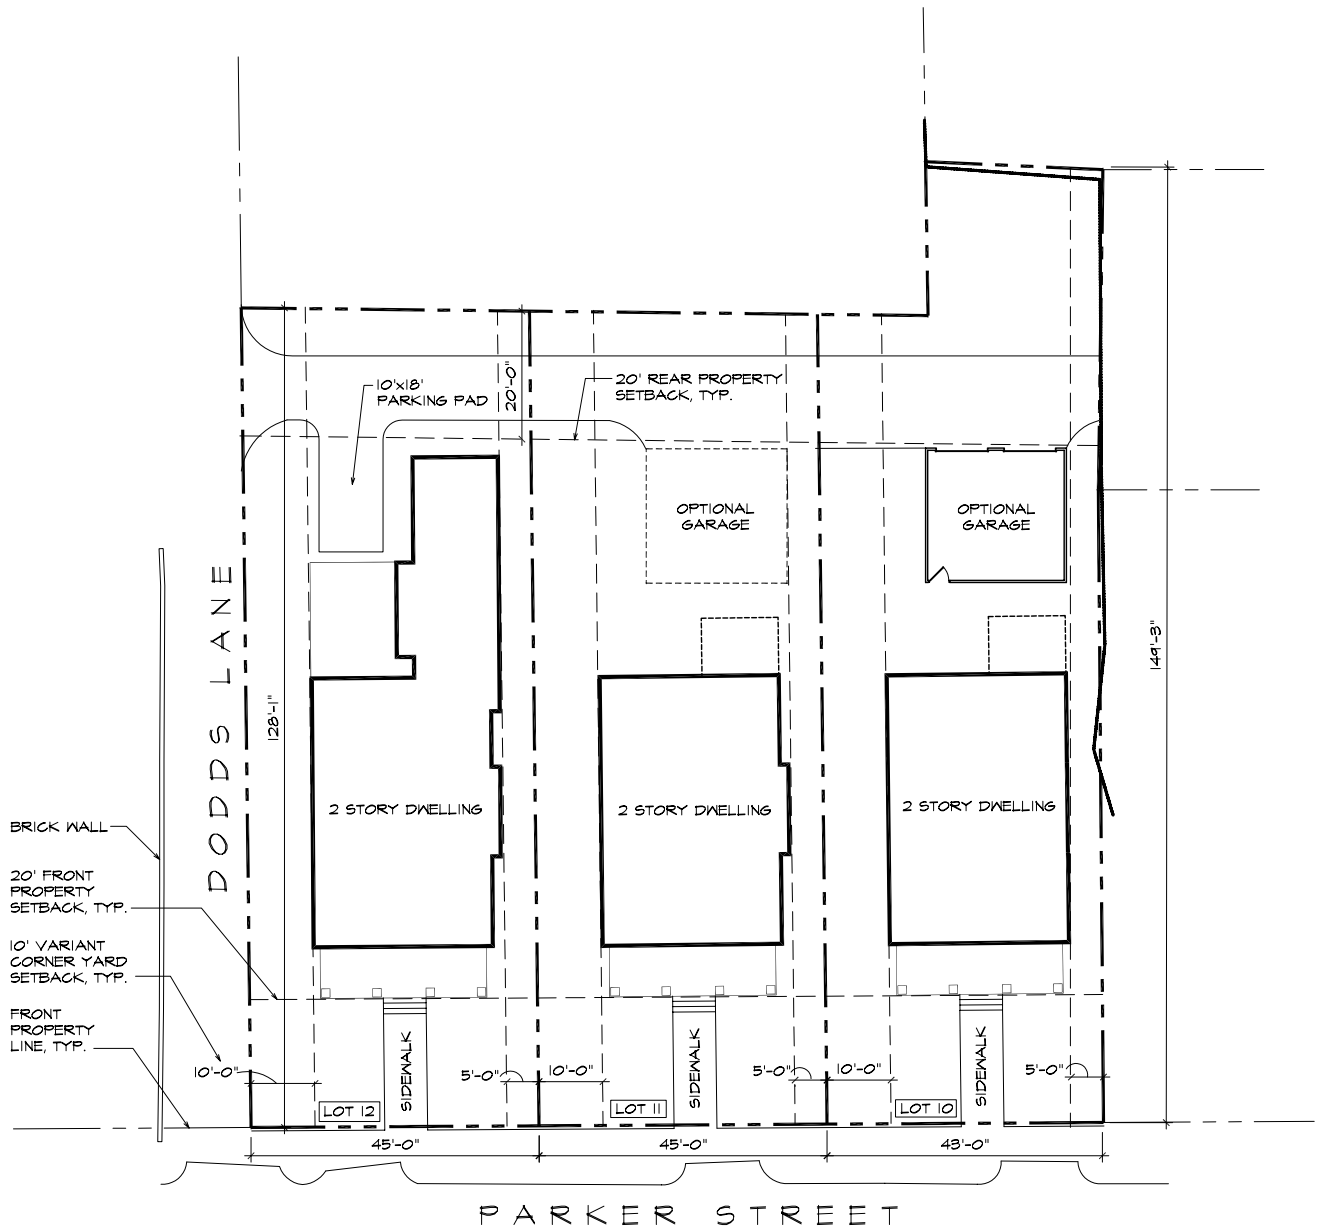 10'x18'
PARKING PAD
20'-0"
20' REAR PROPERTY
SETBACK, TYP.
OPTIONAL
GARAGE
OPTIONAL
GARAGE
DODDS LANE
128'-1"
149'-3"
2 STORY DWELLING
2 STORY DWELLING
2 STORY DWELLING
BRICK WALL
20' FRONT
PROPERTY
SETBACK, TYP.
10' VARIANT
CORNER YARD
SETBACK, TYP.
FRONT
PROPERTY
LINE, TYP.
10'-0"
SIDEWALK
5'-0"
10'-0"
SIDEWALK
5'-0"
10'-0"
SIDEWALK
5'-0"
LOT 12
LOT 11
LOT 10
45'-0"
45'-0"
43'-0"
PARKER STREET